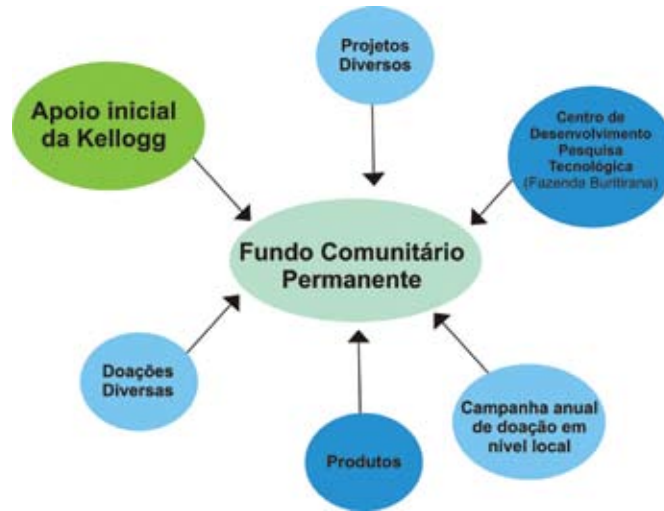 Projetos
Diversos
Apoio inicial
da Kellogg
Centro de
Desenvolvimento
Pesquisa
Tecnológica
(Fazenda Buritirana)
Fundo Comunitário
Permanente
Doações
Diversas
Produtos
Campanha anual
de doação em
nível local